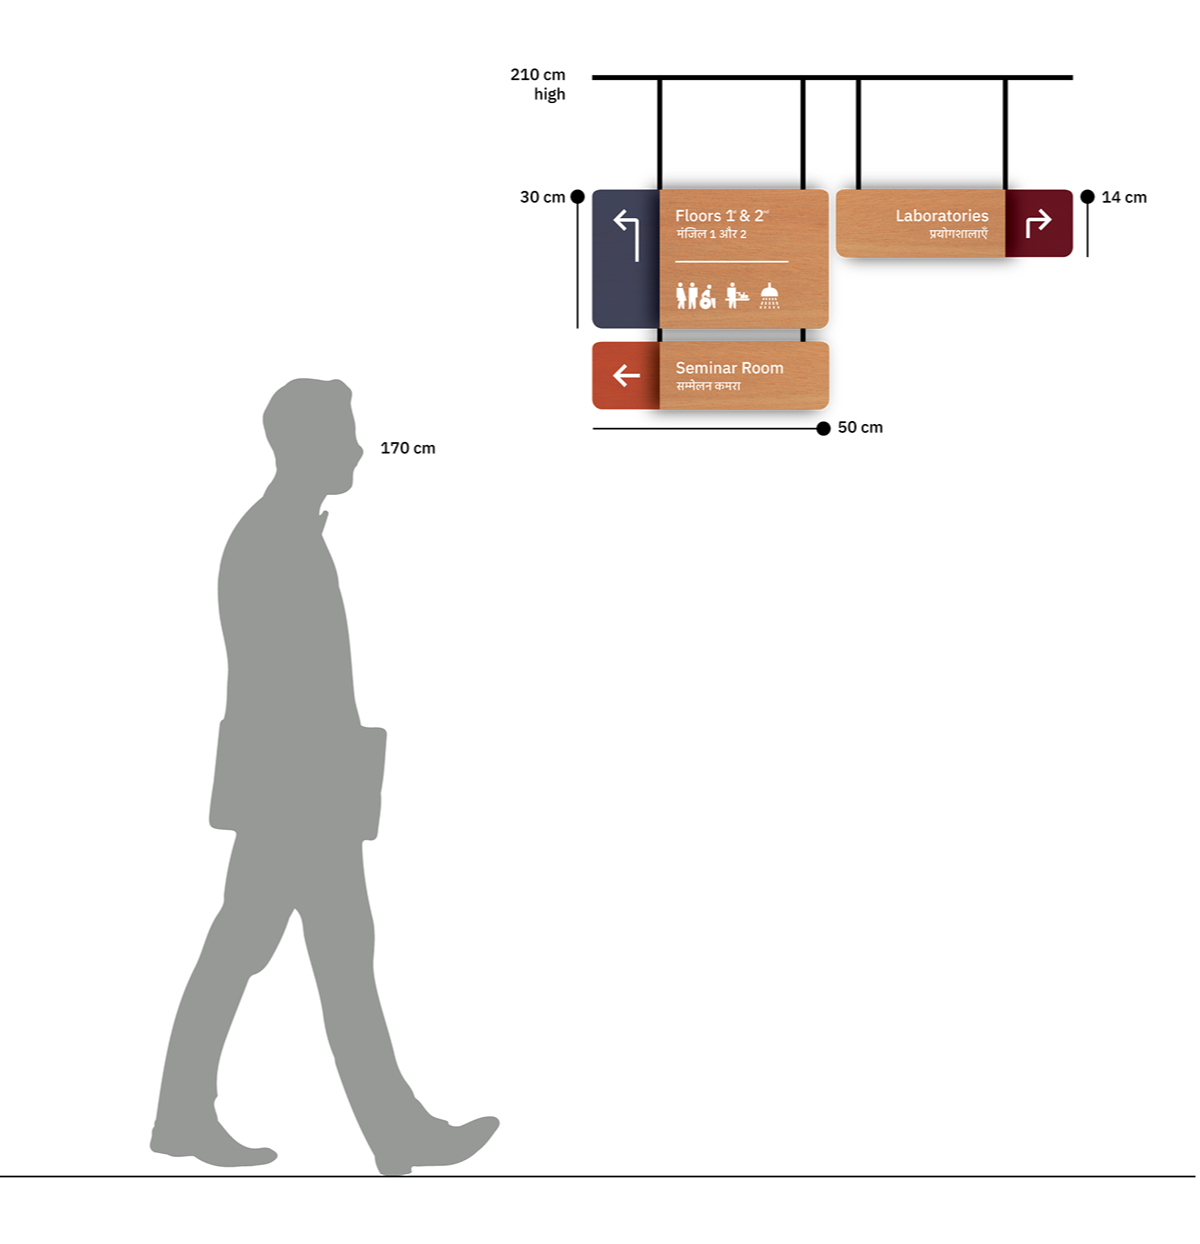 210 cm
high
30 cm
Floors 1st & 2nd
मंजिल 1 और 2
Laboratories
प्रयोगशालाएँ
14 cm
Seminar Room
सम्मेलन कमरा
50 cm
170 cm